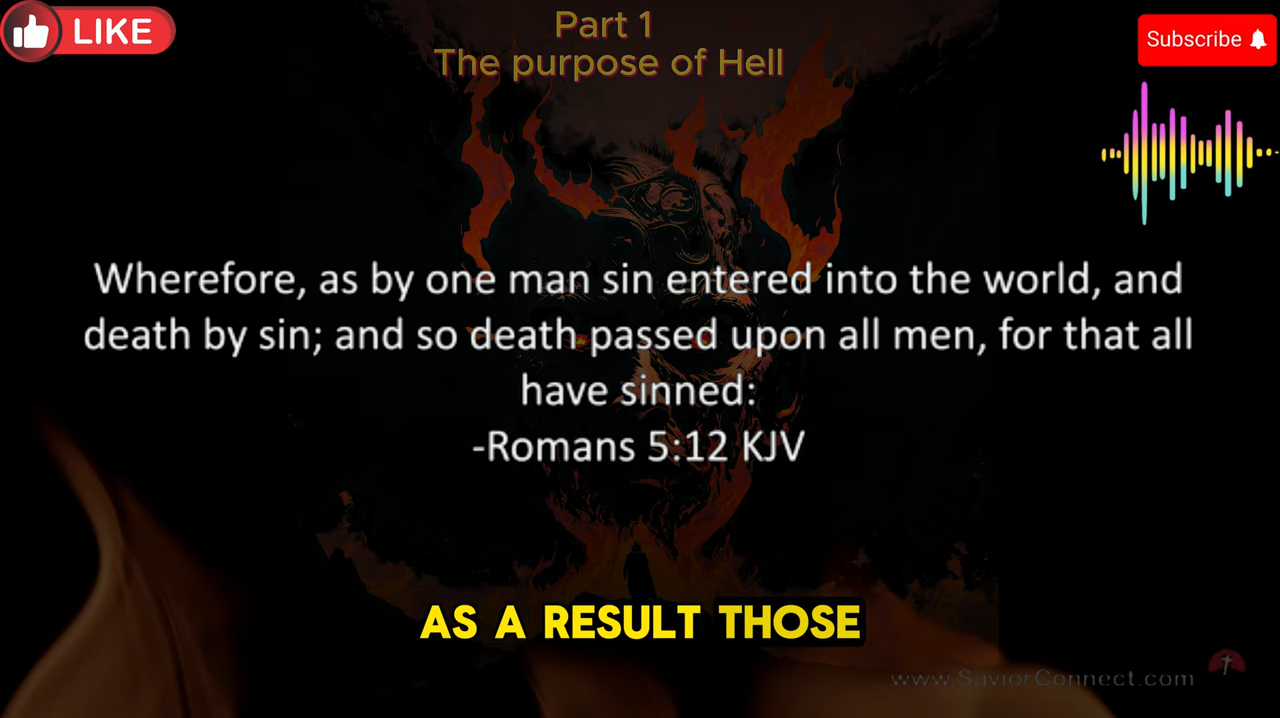 Part 1
The purpose of Hell
LIKE
Subscribe
Wherefore, as by one man sin entered into the world, and
death by sin; and so death passed upon all men, for that all
have sinned:
-Romans 5:12 KJV
AS A RESULT THOSE
www.SaviorConnect.com